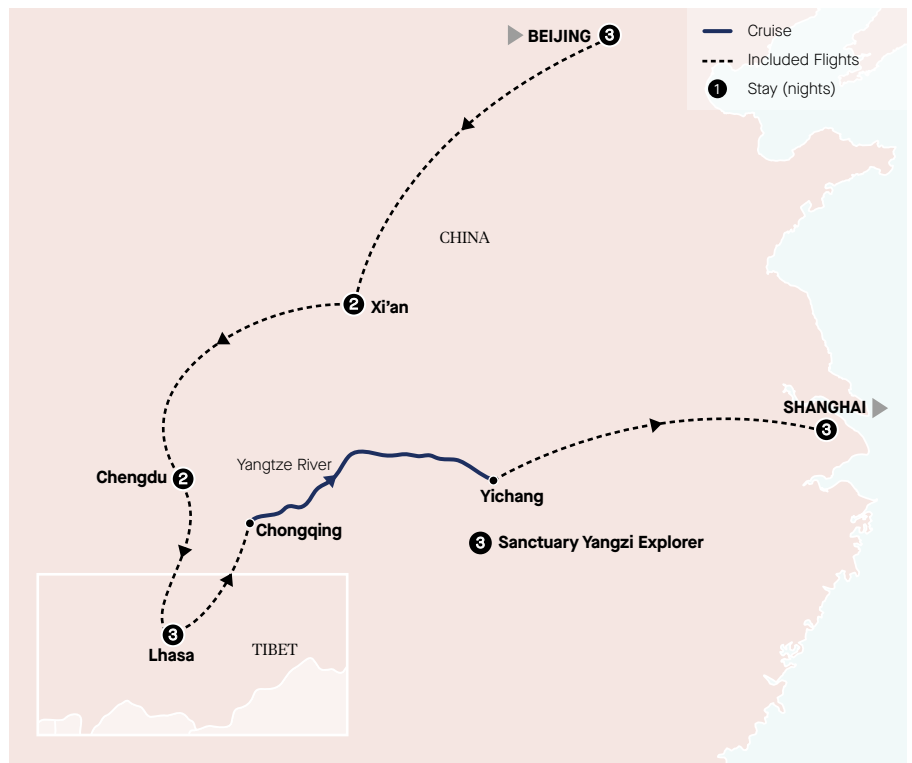 BEIJING 3
Cruise
Included Flights
1 Stay (nights)
CHINA
2 Xi’an
SHANGHAI
3
Chengdu 2
Yangtze River
Yichang
Chongqing
3 Sanctuary Yangzi Explorer
3
Lhasa
TIBET